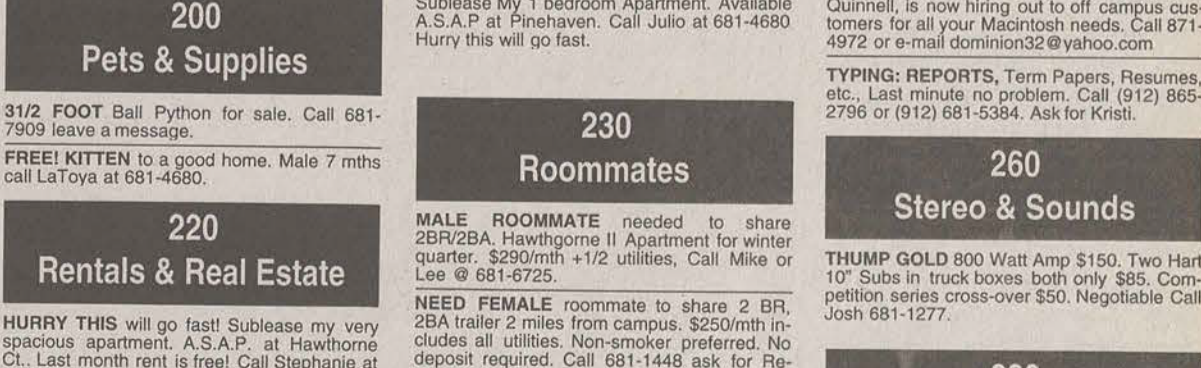 200
Pets & Supplies
31/2 FOOT Ball Python for sale. Call 681-
7909 leave a message.
FREE! KITTEN to a good home. Male 7 mths
call LaToya at 681-4680.
220
Rentals & Real Estate
HURRY THIS will go fast! Sublease my very
spacious apartment. A.S.A.P. at Hawthorne
Ct.. Last month rent is free! Call Stephanie at
Sublease My 1 bedroom Apartment. Available
A.S.A.P at Pinehaven. Call Julio at 681-4680
Hurry this will go fast.
230
Roommates
MALE ROOMMATE needed to share
2BR/2BA. Hawthgorne II Apartment for winter
quarter. $290/mth +1/2 utilities, Call Mike or
Lee @ 681-6725.
NEED FEMALE roommate to share 2 BR,
2BA trailer 2 miles from campus. $250/mth in-
cludes all utilities. Non-smoker preferred. No
deposit required. Call 681-1448 ask for Re-
Quinnell, is now hiring out to off campus cus-
tomers for all your Macintosh needs. Call 871-
4972 or e-mail dominion32@yahoo.com
TYPING: REPORTS, Term Papers, Resumes,
etc., Last minute no problem. Call (912) 865-
2796 or (912) 681-5384. Ask for Kristi.
260
Stereo & Sounds
THUMP GOLD 800 Watt Amp $150. Two Hart
10" Subs in truck boxes both only $85. Com-
petition series cross-over $50. Negotiable Call
Josh 681-1277.